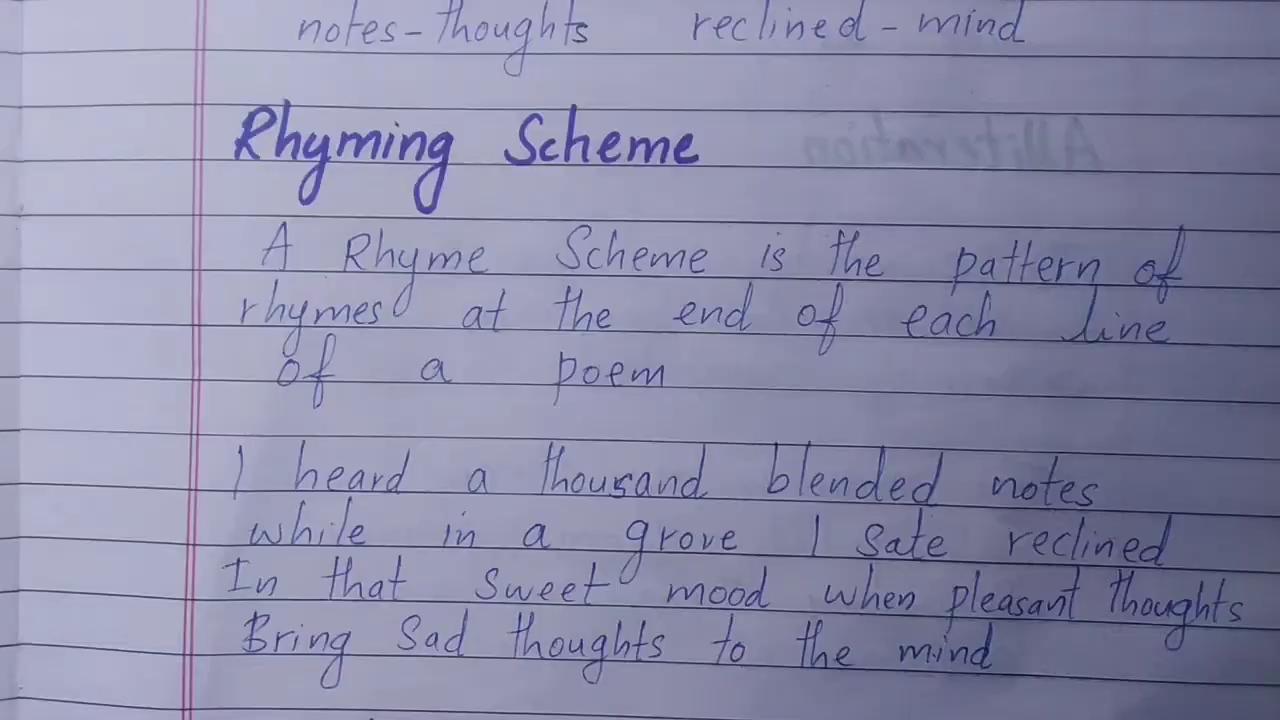 notes - thoughts reclined - mind
Rhyming Scheme
A Rhyme Scheme is the pattern of
rhymes at the end of each line
of a poem
I heard a thousand blended notes
while in a grove I sate reclined
In that sweet mood when pleasant thoughts
Bring Sad thoughts to the mind